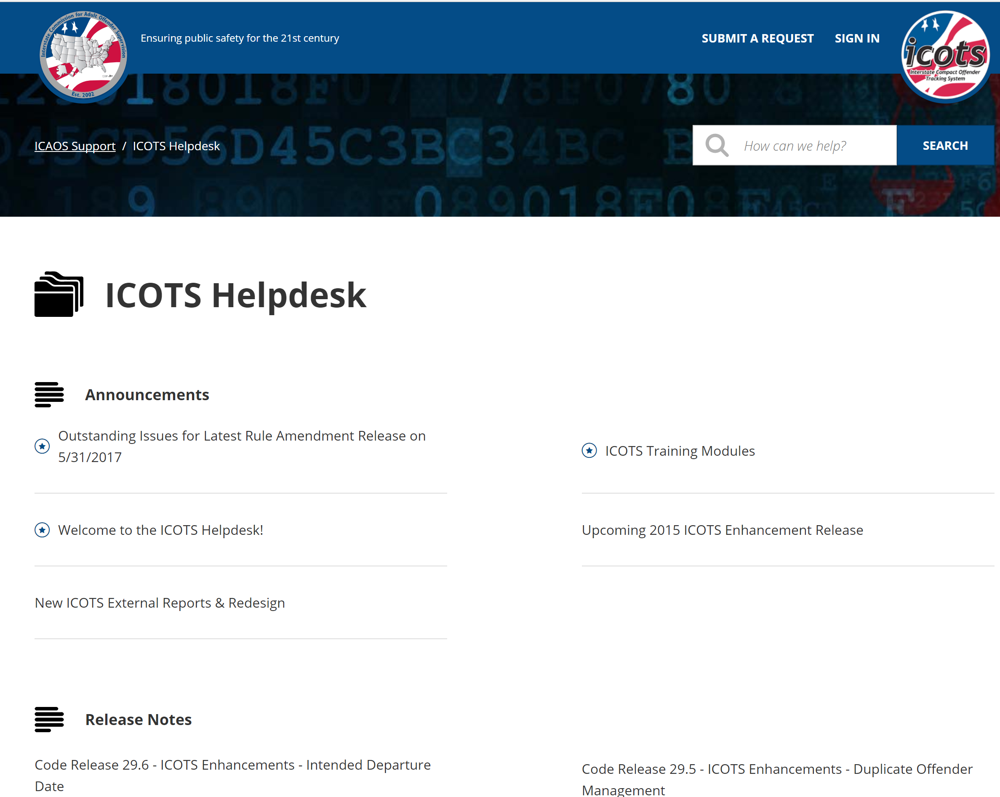 Interstate Commission for Adult Offender Supervision
Est. 2002
Ensuring public safety for the 21st century
SUBMIT A REQUEST
SIGN IN
icots
Interstate Compact Offender
Tracking System
ICAOS Support / ICOTS Helpdesk
How can we help?
SEARCH
ICOTS Helpdesk
Announcements
Outstanding Issues for Latest Rule Amendment Release on
5/31/2017
ICOTS Training Modules
Welcome to the ICOTS Helpdesk!
Upcoming 2015 ICOTS Enhancement Release
New ICOTS External Reports & Redesign
Release Notes
Code Release 29.6 - ICOTS Enhancements - Intended Departure
Date
Code Release 29.5 - ICOTS Enhancements - Duplicate Offender
Management